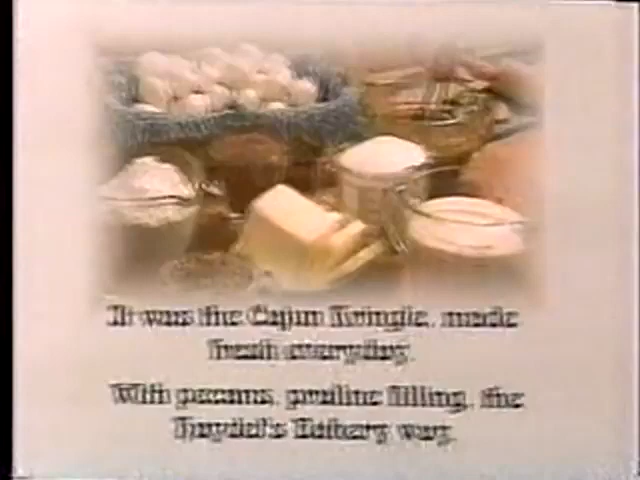 It was the Cajun Kringle, made
fresh everyday.
With pecans, praline filling, the
Haydel's Bakery way.